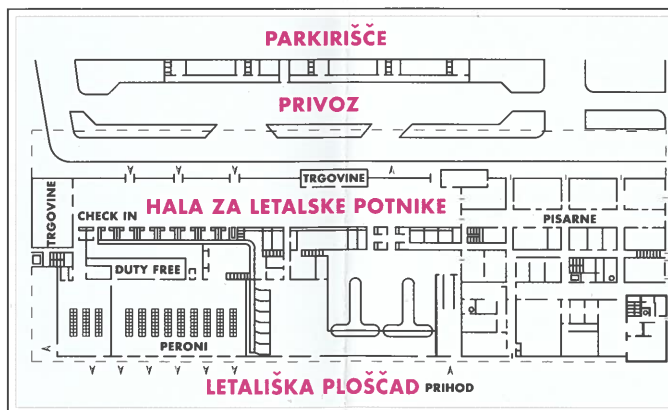 PARKIRIŠČE
PRIVOZ
TRGOVINE
TRGOVINE
HALA ZA LETALSKE POTNIKE
CHECK IN
PISARNE
DUTY FREE
PERONI
LETALIŠKA PLOŠČAD
PRIHOD